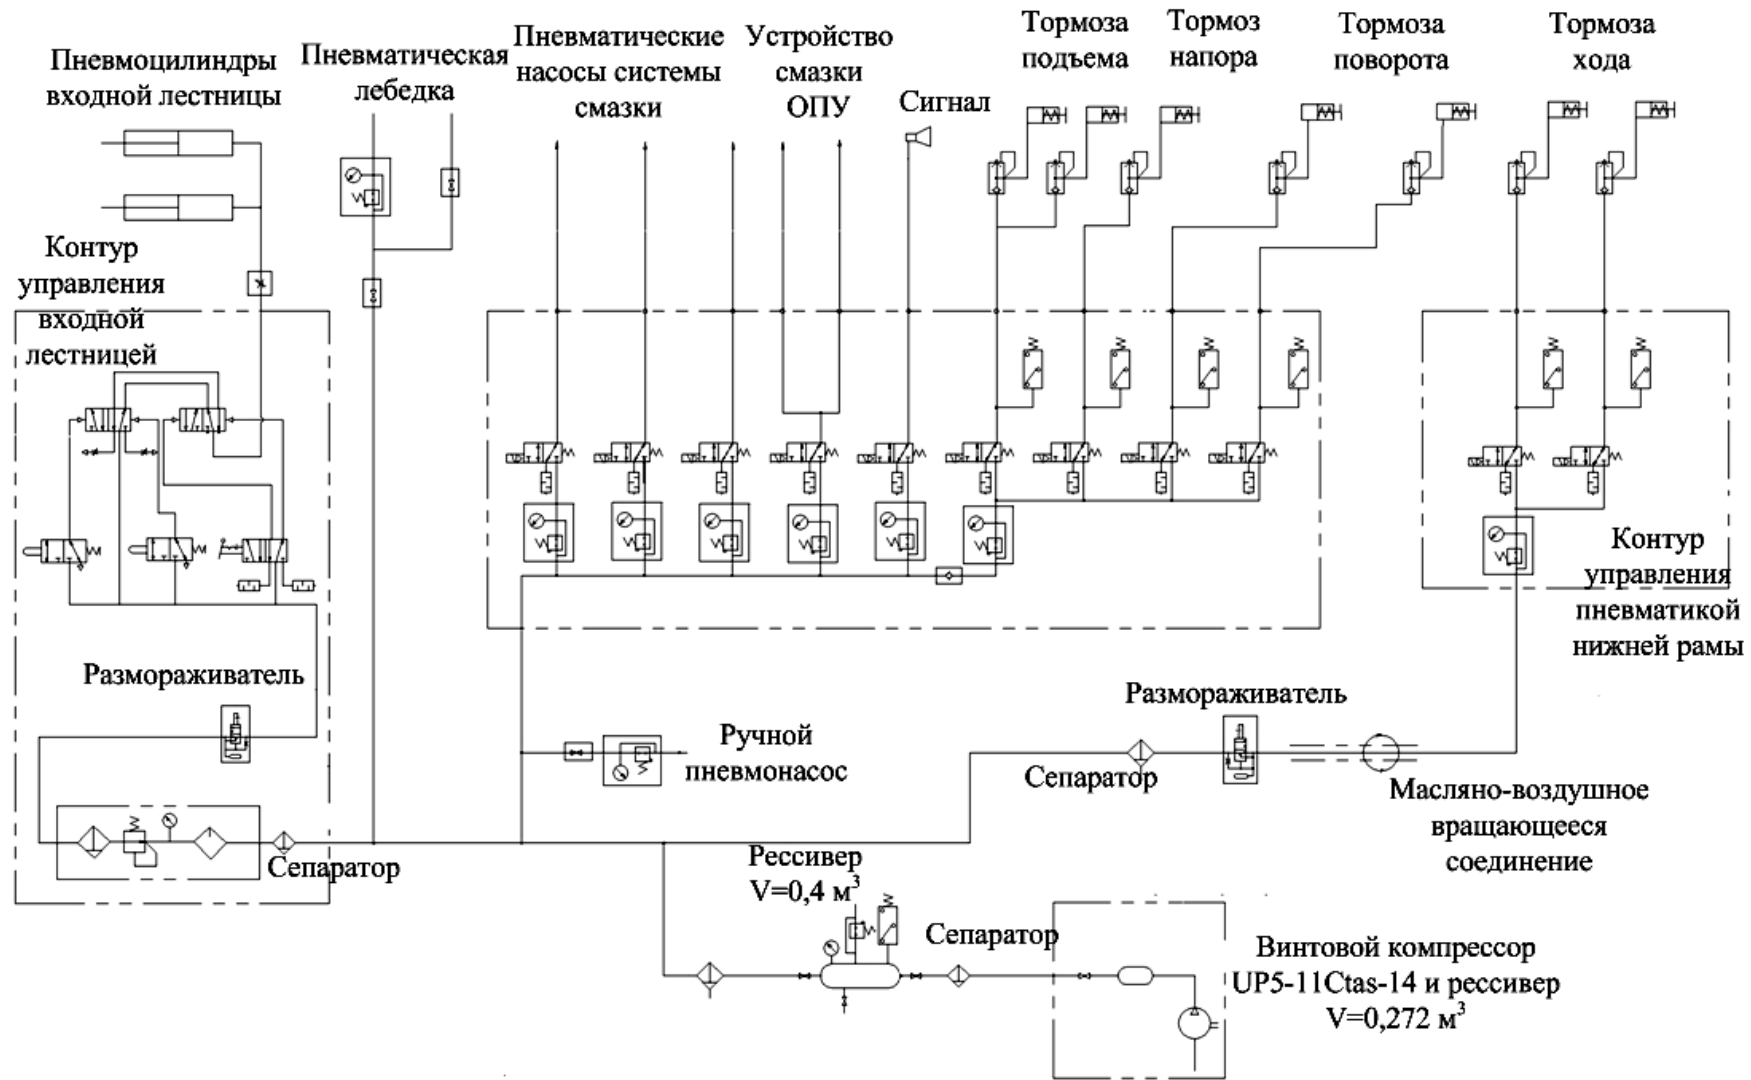 Пневмоцилиндры
входной лестницы
Пневматическая
лебедка
Пневматические
насосы системы
смазки
Устройство
смазки
ОПУ
Сигнал
Тормоза
подъема
Тормоз
напора
Тормоза
поворота
Тормоза
хода
Контур
управления
входной
лестницей
Контур
управления
пневматикой
нижней рамы
Размораживатель
Сепаратор
Ручной
пневмонасос
Размораживатель
Сепаратор
Масляно-воздушное
вращающееся
соединение
Рессивер
V=0,4 м³
Сепаратор
Винтовой компрессор
UP5-11Ctas-14 и рессивер
V=0,272 м³